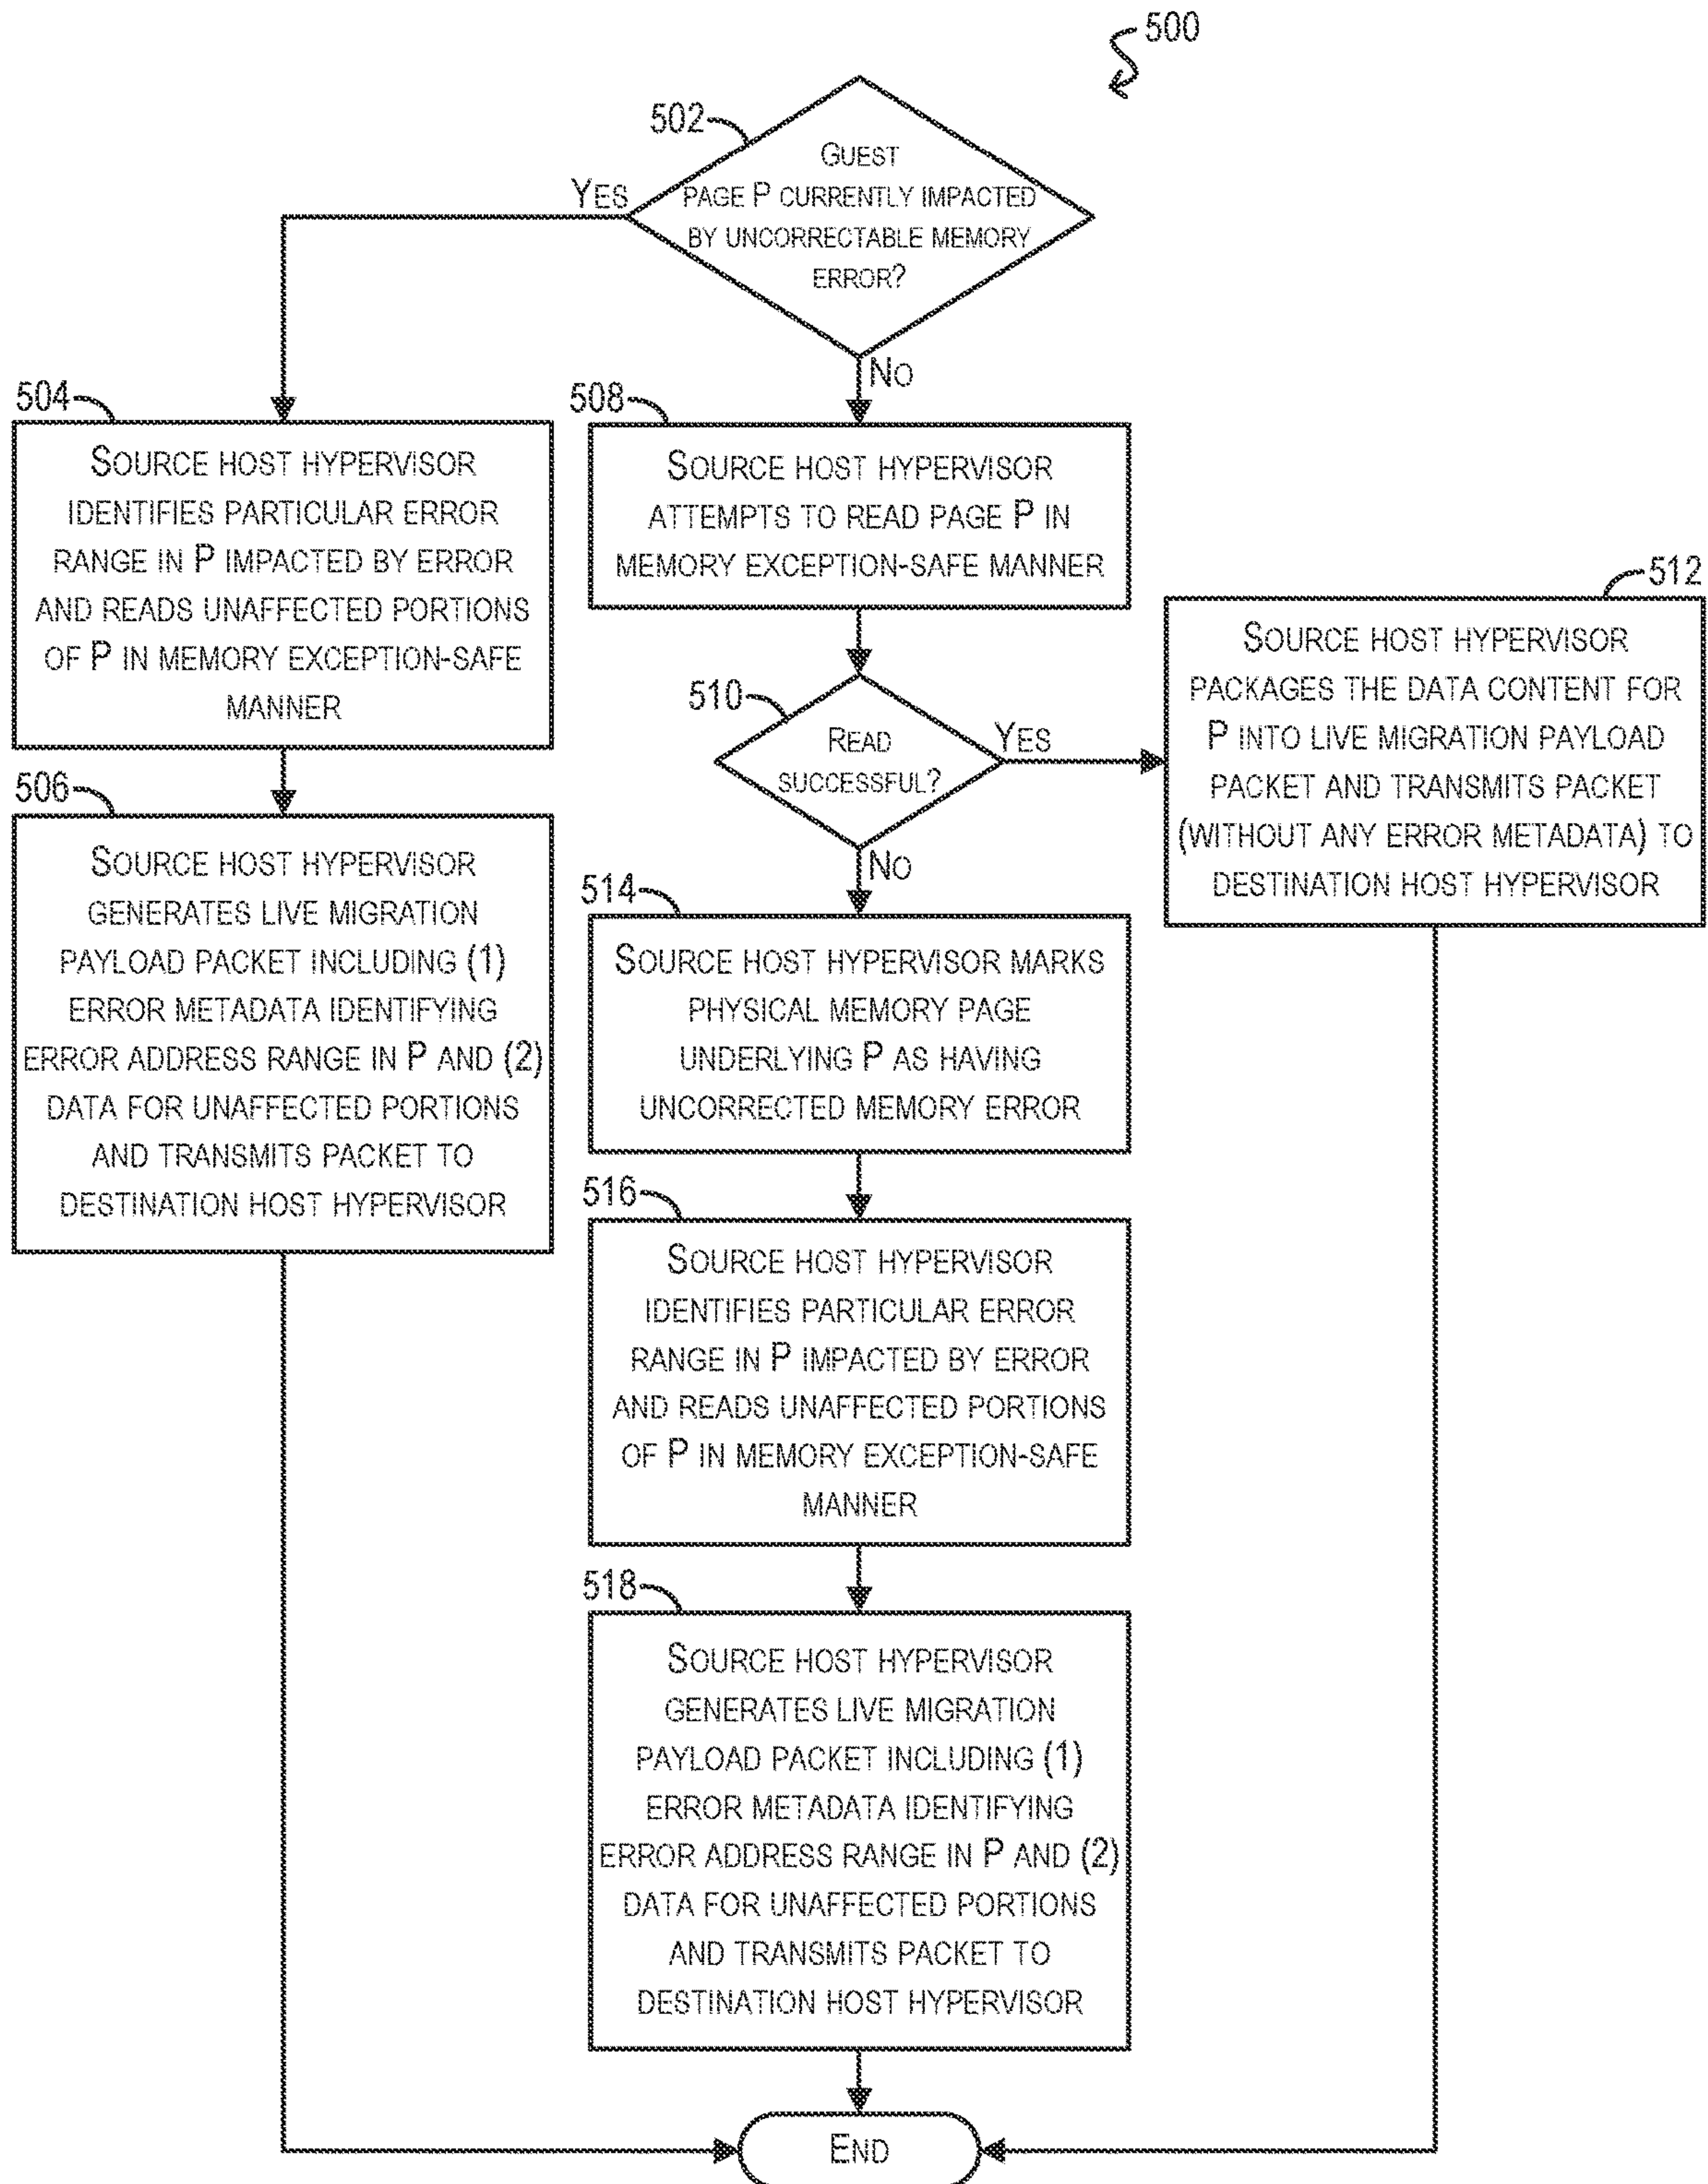 500
502
GUEST
PAGE P CURRENTLY IMPACTED
BY UNCORRECTABLE MEMORY
ERROR?
YES
NO
504
SOURCE HOST HYPERVISOR
IDENTIFIES PARTICULAR ERROR
RANGE IN P IMPACTED BY ERROR
AND READS UNAFFECTED PORTIONS
OF P IN MEMORY EXCEPTION-SAFE
MANNER
508
SOURCE HOST HYPERVISOR
ATTEMPTS TO READ PAGE P IN
MEMORY EXCEPTION-SAFE MANNER
512
SOURCE HOST HYPERVISOR
PACKAGES THE DATA CONTENT FOR
P INTO LIVE MIGRATION PAYLOAD
PACKET AND TRANSMITS PACKET
(WITHOUT ANY ERROR METADATA) TO
DESTINATION HOST HYPERVISOR
510
READ
SUCCESSFUL?
YES
NO
506
SOURCE HOST HYPERVISOR
GENERATES LIVE MIGRATION
PAYLOAD PACKET INCLUDING (1)
ERROR METADATA IDENTIFYING
ERROR ADDRESS RANGE IN P AND (2)
DATA FOR UNAFFECTED PORTIONS
AND TRANSMITS PACKET TO
DESTINATION HOST HYPERVISOR
514
SOURCE HOST HYPERVISOR MARKS
PHYSICAL MEMORY PAGE
UNDERLYING P AS HAVING
UNCORRECTED MEMORY ERROR
516
SOURCE HOST HYPERVISOR
IDENTIFIES PARTICULAR ERROR
RANGE IN P IMPACTED BY ERROR
AND READS UNAFFECTED PORTIONS
OF P IN MEMORY EXCEPTION-SAFE
MANNER
518
SOURCE HOST HYPERVISOR
GENERATES LIVE MIGRATION
PAYLOAD PACKET INCLUDING (1)
ERROR METADATA IDENTIFYING
ERROR ADDRESS RANGE IN P AND (2)
DATA FOR UNAFFECTED PORTIONS
AND TRANSMITS PACKET TO
DESTINATION HOST HYPERVISOR
END